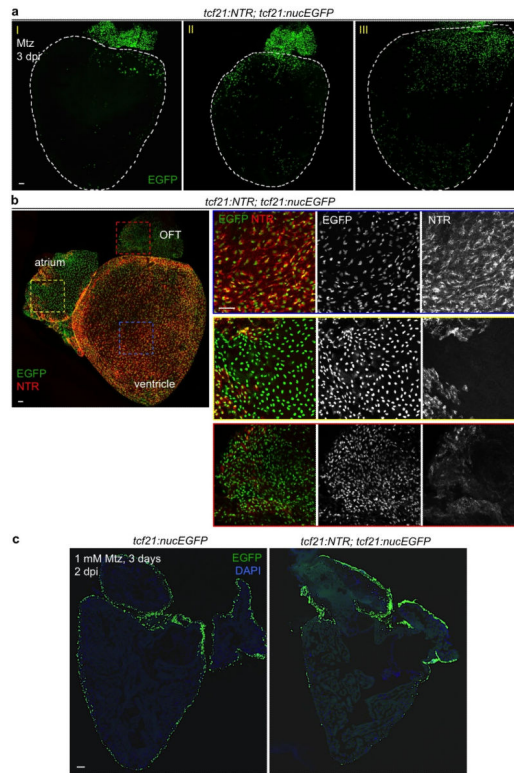 a
tcf21:NTR; tcf21:nucEGFP
I
II
III
Mtz
3 dpi
EGFP
b
tcf21:NTR; tcf21:nucEGFP
OFT
atrium
EGFP
NTR
ventricle
EGFP NTR
EGFP
NTR
c
tcf21:nucEGFP
tcf21:NTR; tcf21:nucEGFP
1 mM Mtz, 3 days
2 dpi
EGFP
DAPI